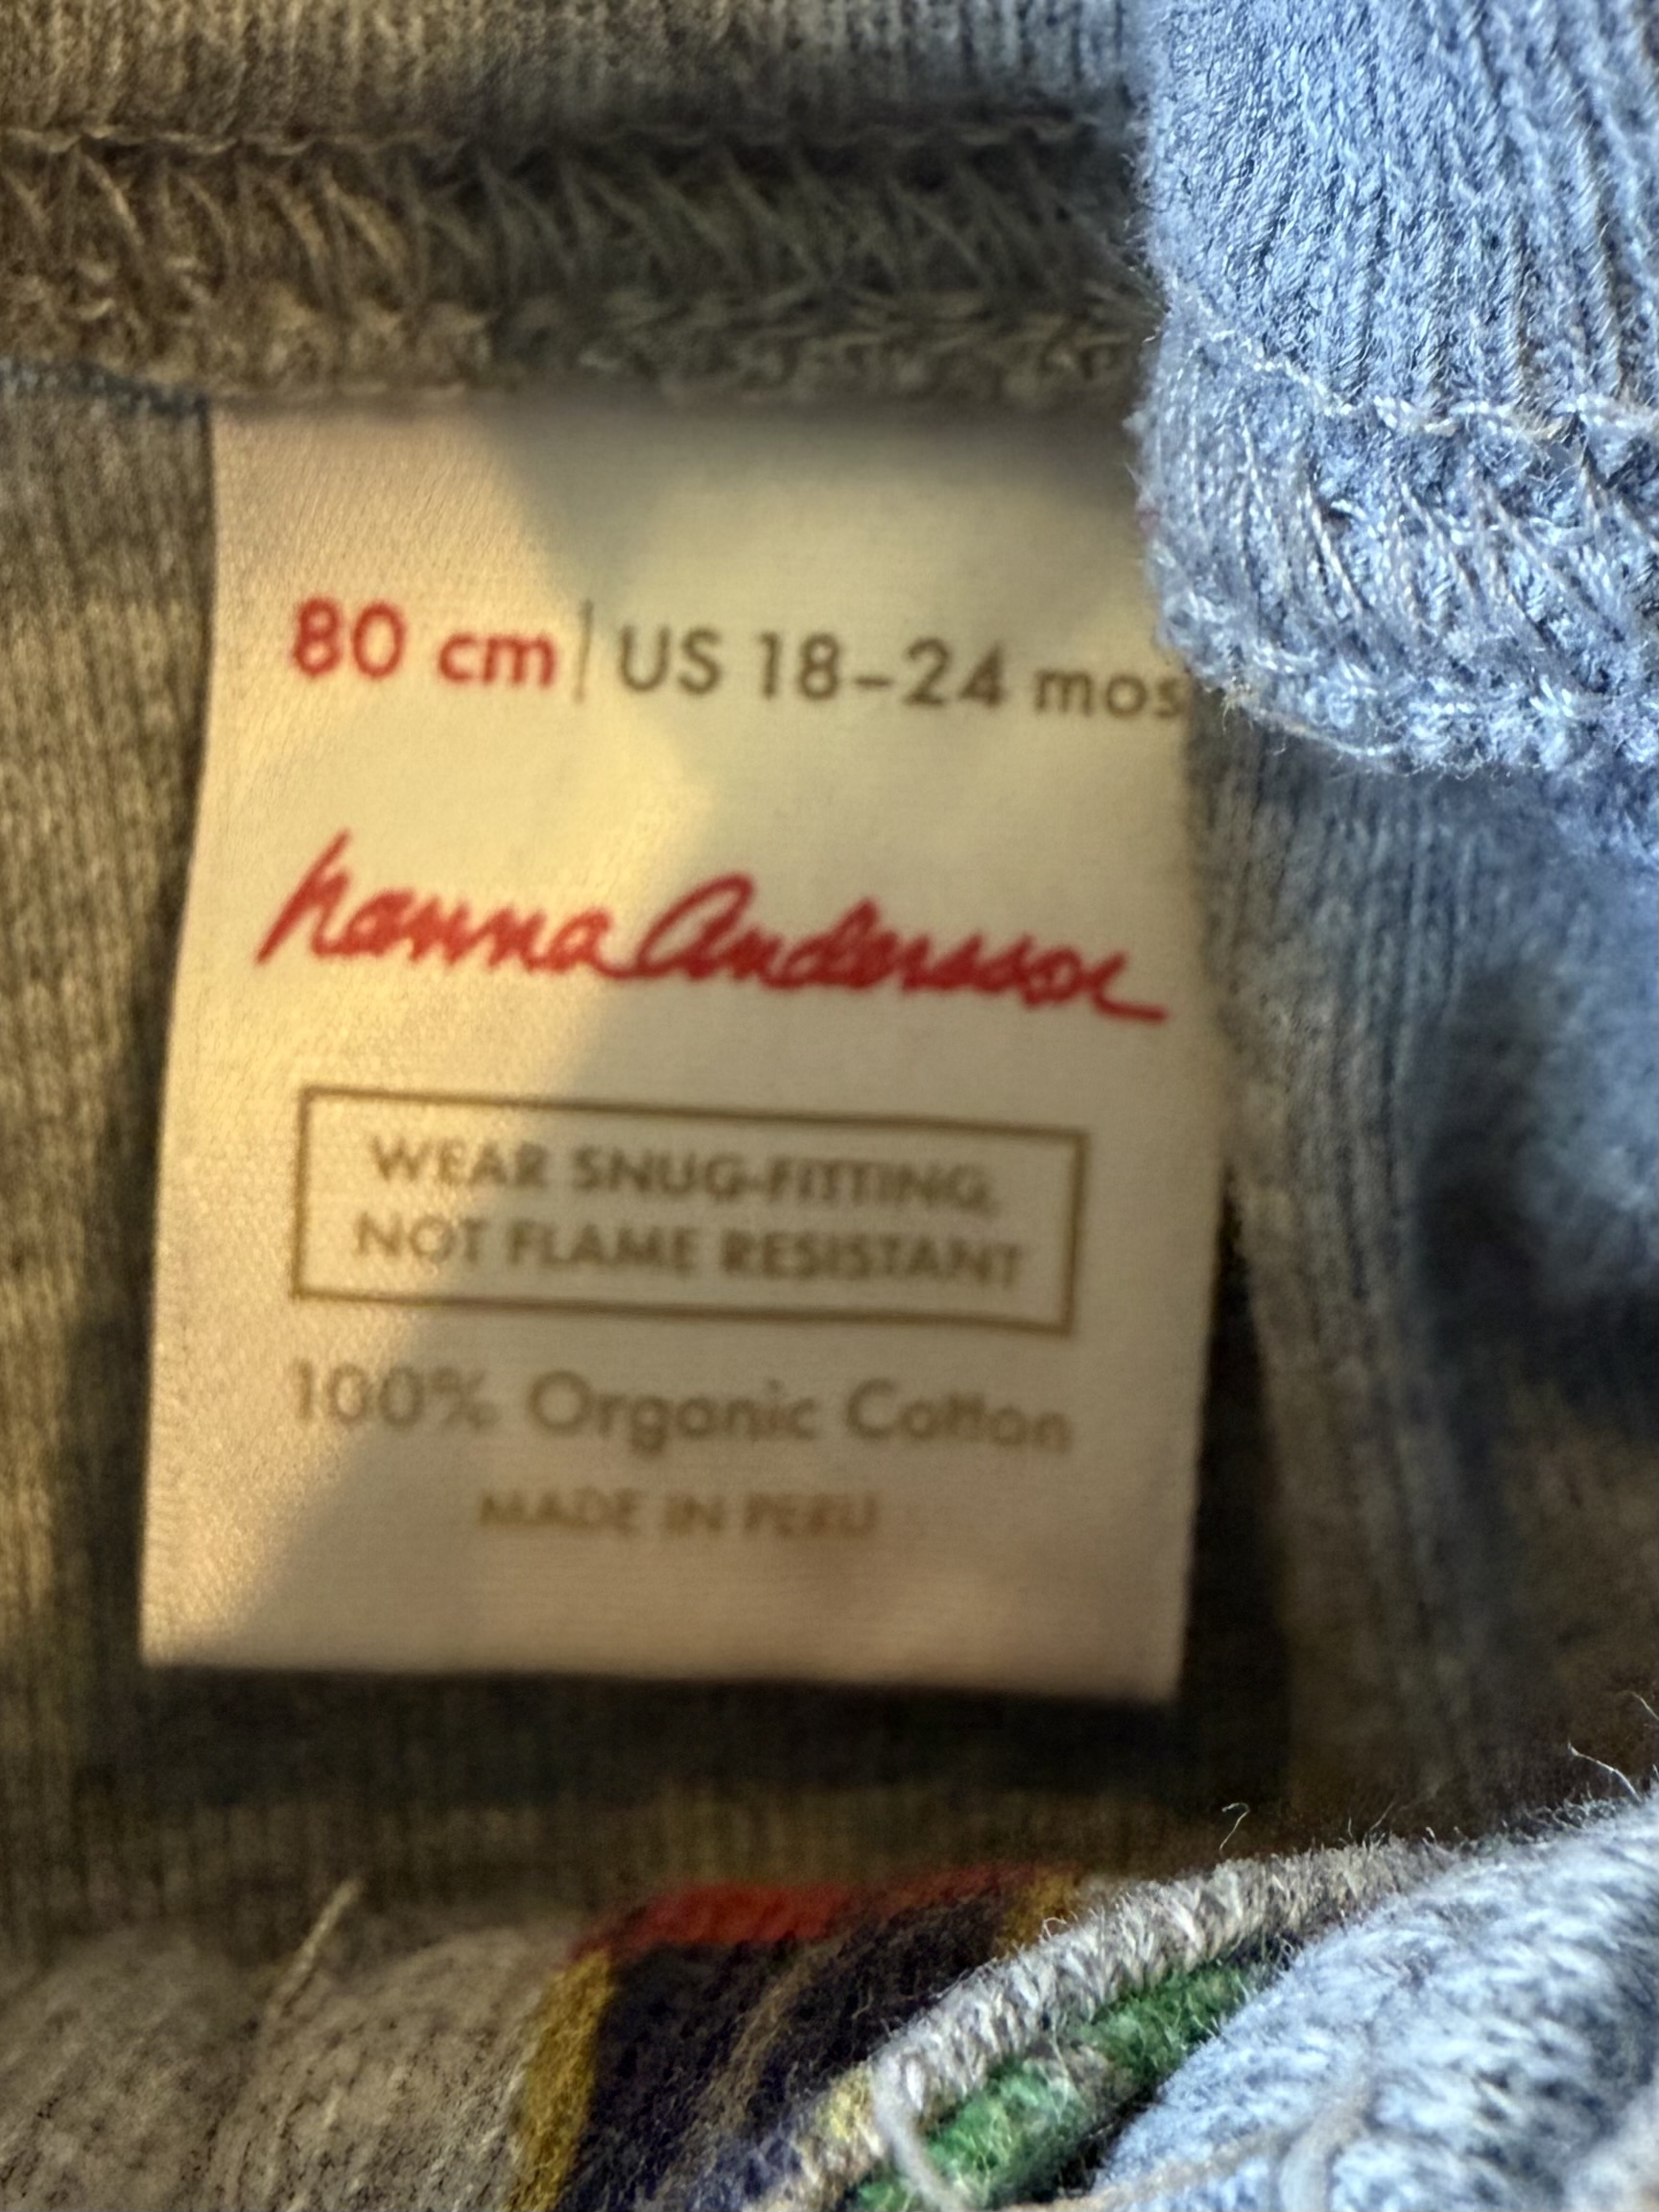 80 cm | US 18–24 mos
hanna Andersson
WEAR SNUG-FITTING,
NOT FLAME RESISTANT
100% Organic Cotton
MADE IN PERU